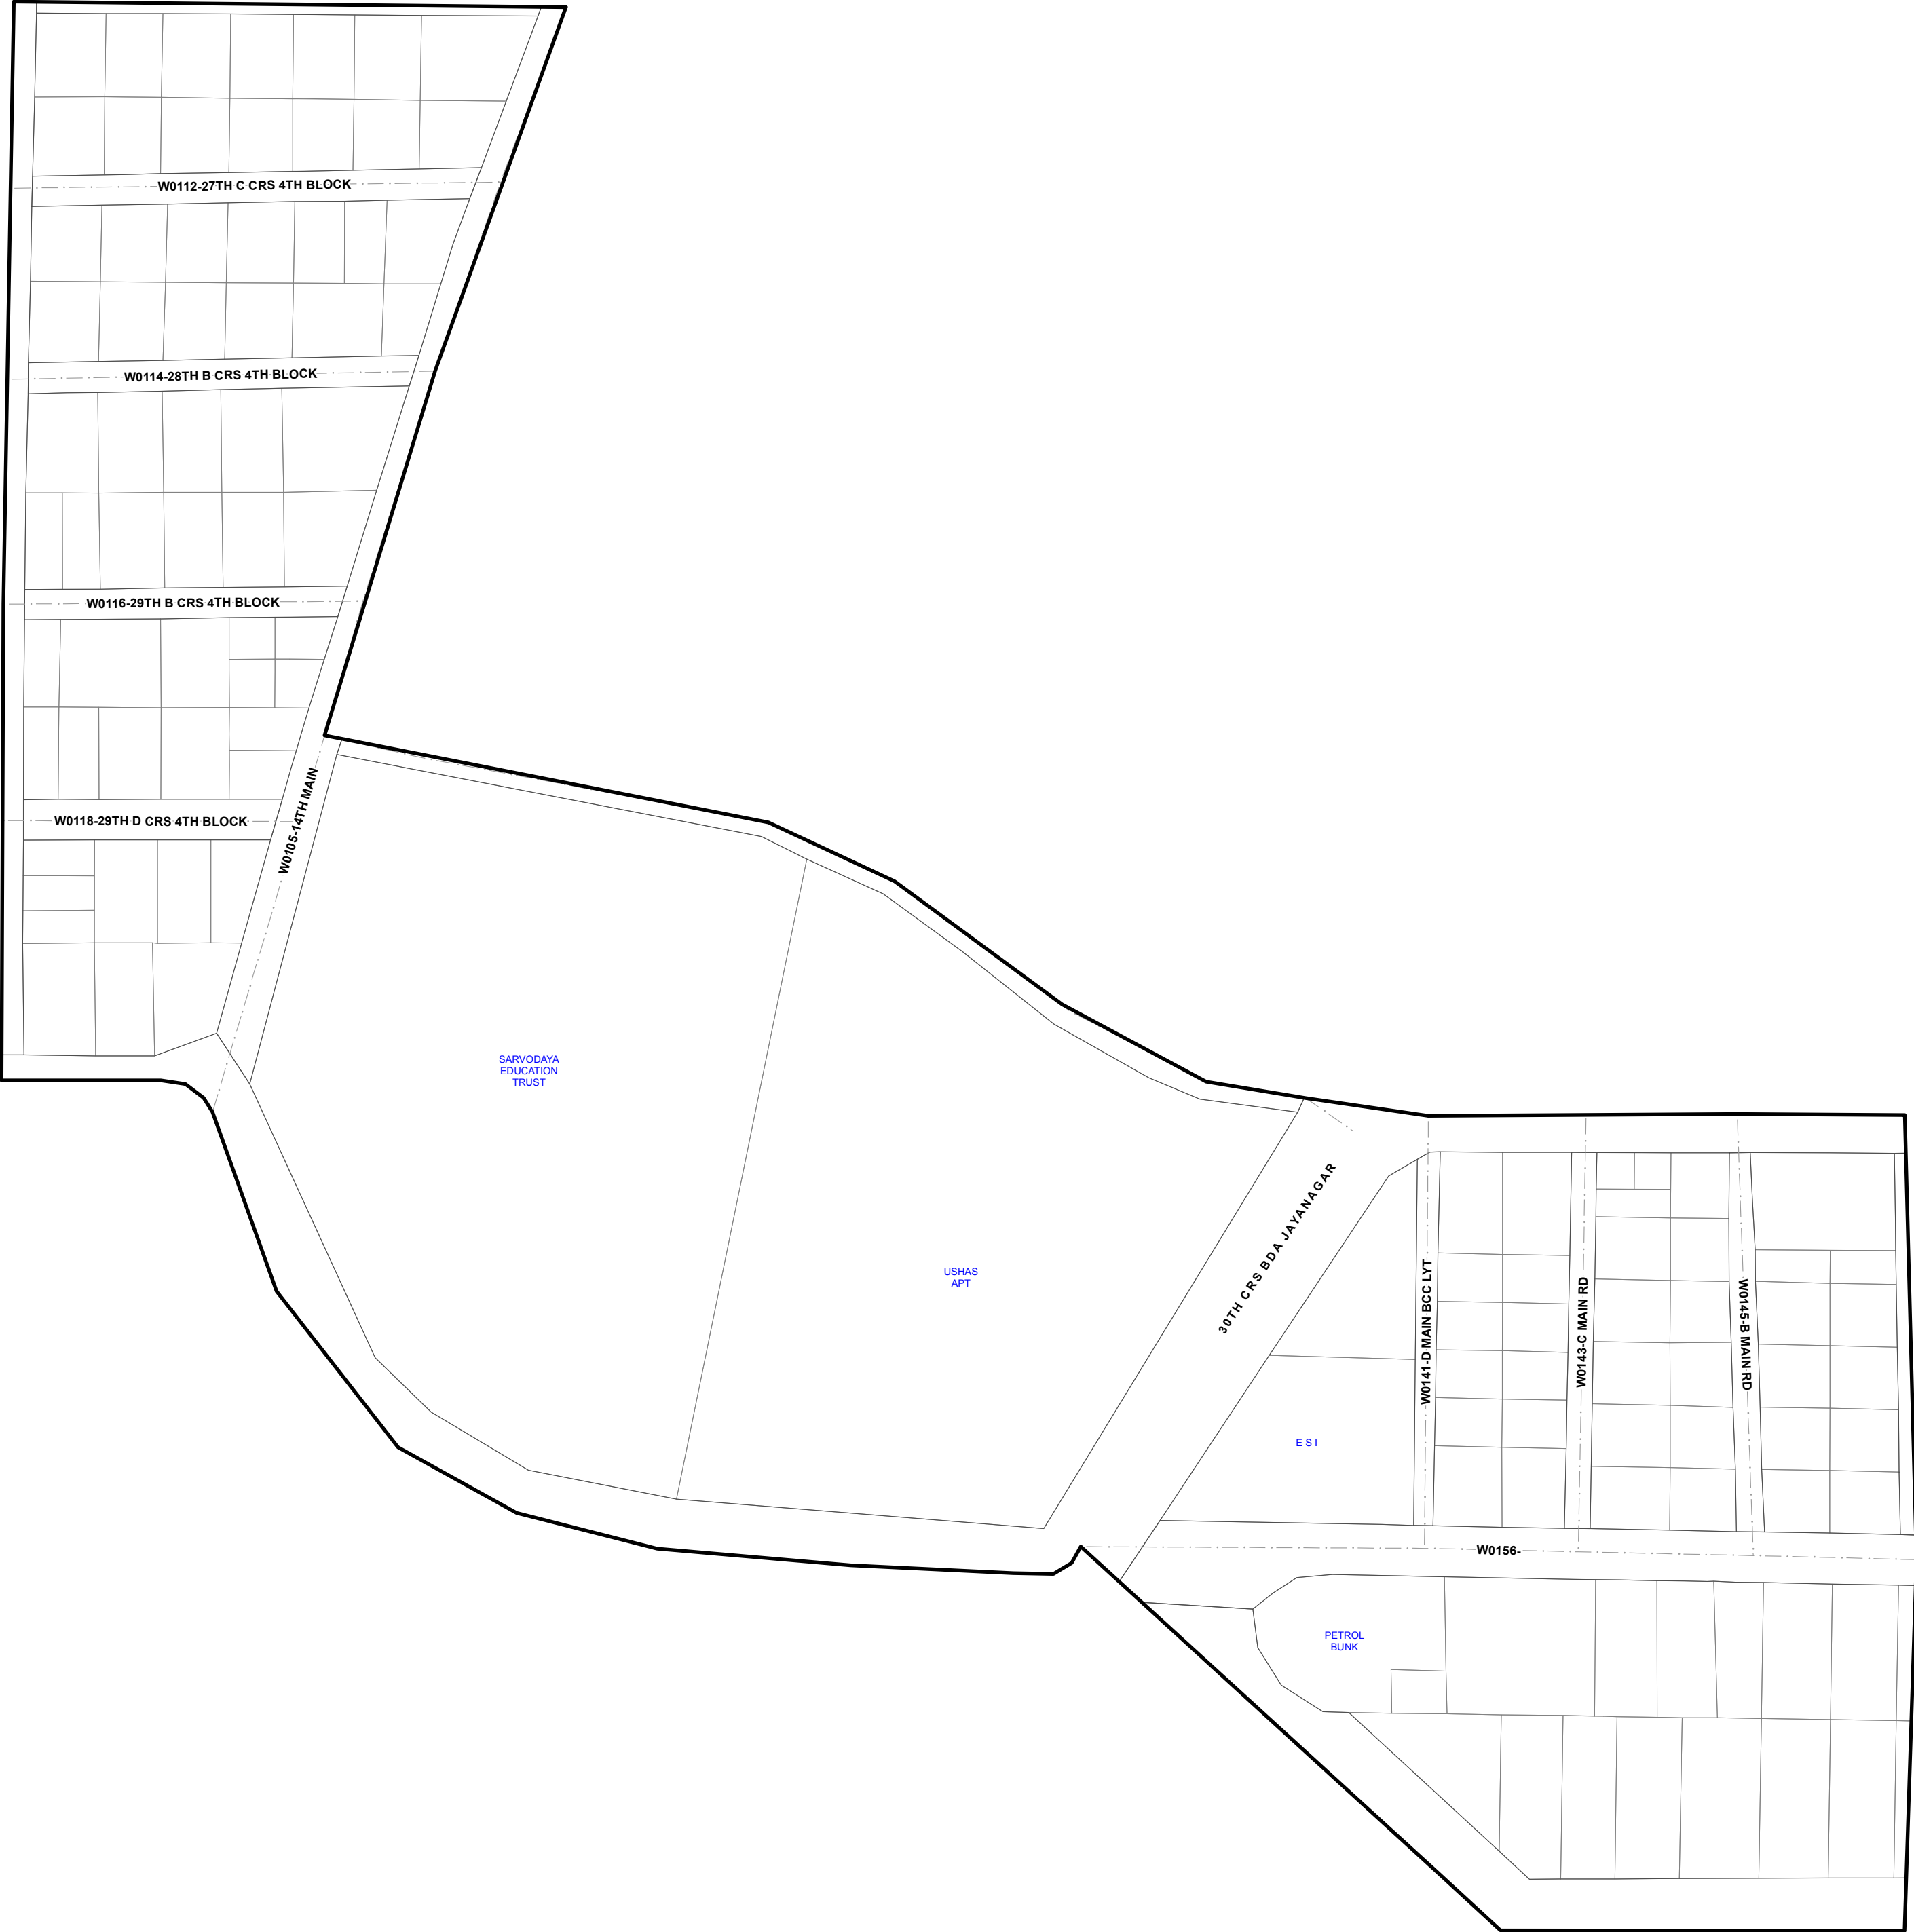 W0112-27TH C CRS 4TH BLOCK
W0114-28TH B CRS 4TH BLOCK
W0116-29TH B CRS 4TH BLOCK
W0105-14TH MAIN
W0118-29TH D CRS 4TH BLOCK
SARVODAYA
EDUCATION
TRUST
USHAS
APT
30TH CRS BDA JAYANAGAR
W0141-D MAIN BCC LYT
W0143-C MAIN RD
W0145-B MAIN RD
E S I
W0156-
PETROL
BUNK